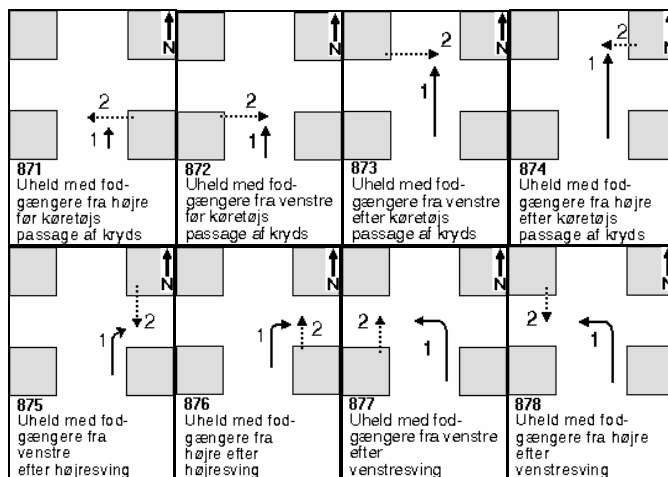 N
2
1
871
Uheld med fod-
gængere fra højre
før køretøjs
passage af kryds
N
2
1
872
Uheld med fod-
gængere fra venstre
før køretøjs
passage af kryds
N
2
1
873
Uheld med fod-
gængere fra venstre
efter køretøjs
passage af kryds
N
2
1
874
Uheld med fod-
gængere fra højre
efter køretøjs
passage af kryds
N
1
2
875
Uheld med fod-
gængere fra
venstre
efter højresving
N
1
2
876
Uheld med fod-
gængere fra
højre efter
højresving
N
2
1
877
Uheld med fod-
gængere fra venstre
efter
venstresving
N
2
1
878
Uheld med fod-
gængere fra højre
efter
venstresving